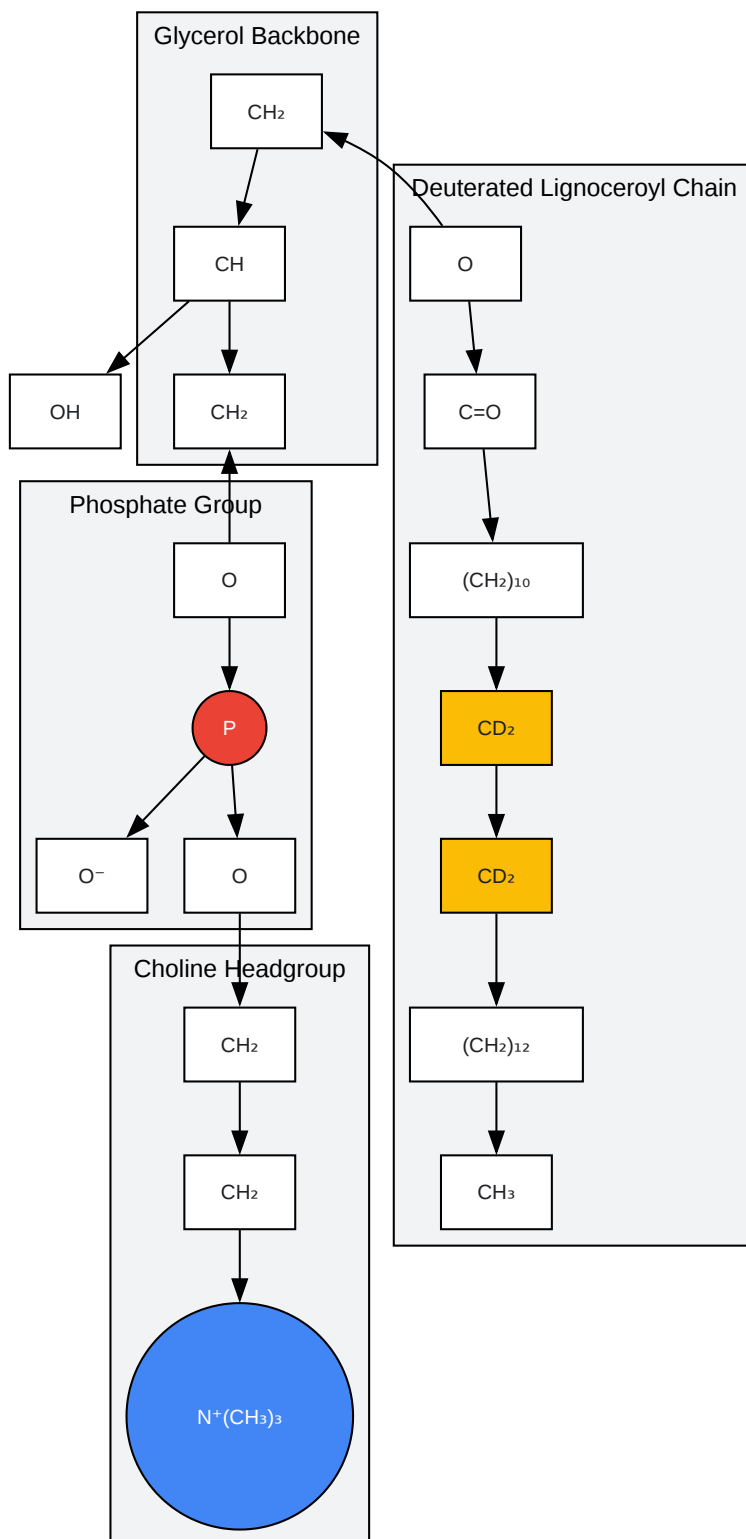 Glycerol Backbone
CH₂
CH
CH₂
OH
Deuterated Lignoceroyl Chain
O
C=O
(CH₂)₁₀
CD₂
CD₂
(CH₂)₁₂
CH₃
Phosphate Group
O
P
O⁻
O
Choline Headgroup
CH₂
CH₂
N⁺(CH₃)₃